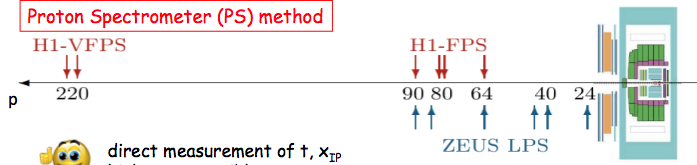 Proton Spectrometer (PS) method
H1-VFPS H1-FPS
220 90 80 64 40 24
p
ZEUS LPS
direct measurement of t, xIP